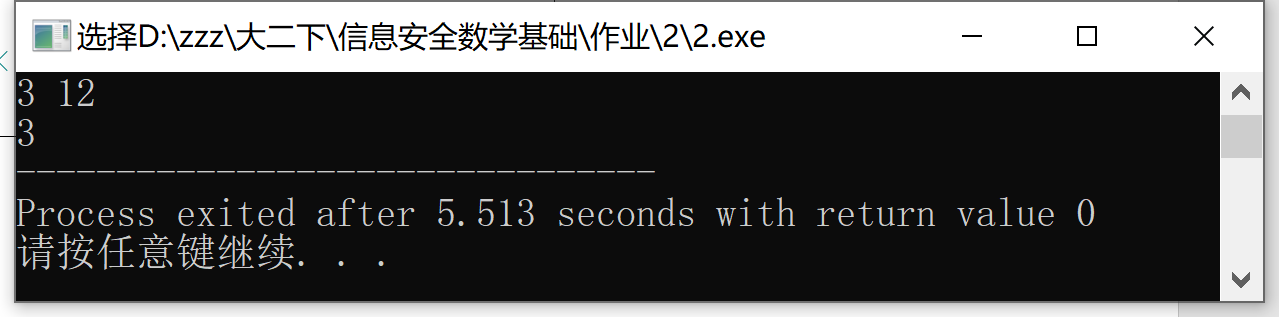 选择D:\zzz\大二下\信息安全数学基础\作业\2\2.exe
3 12
3
--------------------------------
Process exited after 5.513 seconds with return value 0
请按任意键继续. . .